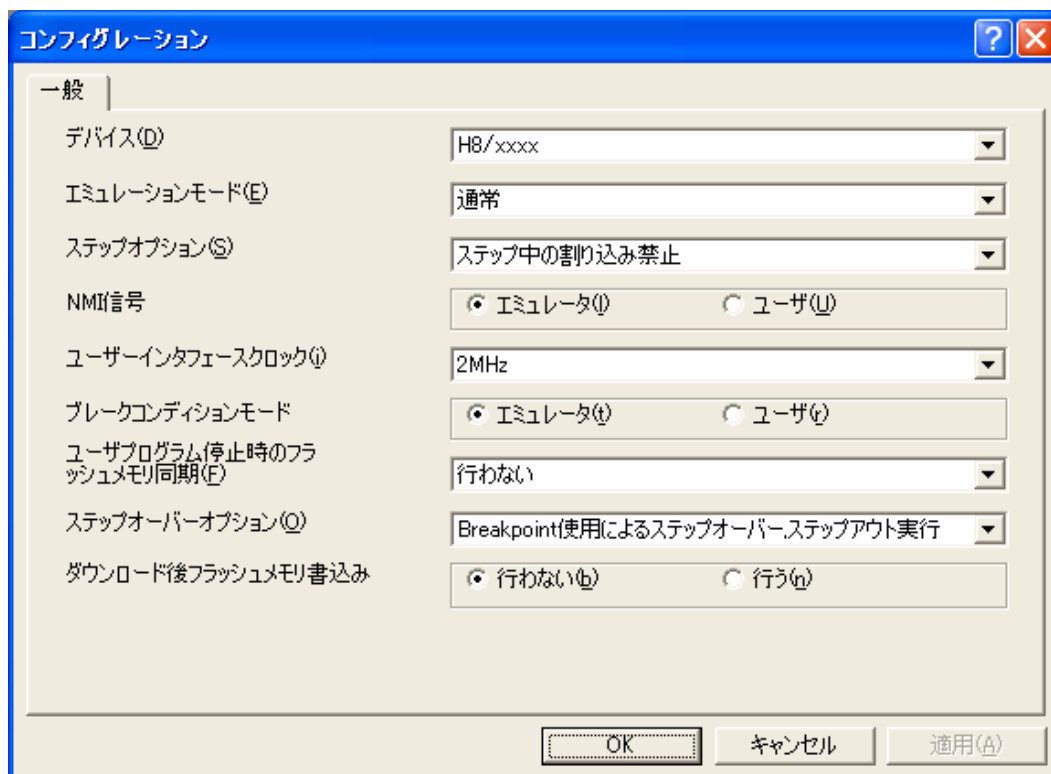 コンフィグレーション
一般
デバイス(D)
H8/xxxx
エミュレーションモード(E)
通常
ステップオプション(S)
ステップ中の割り込み禁止
NMI信号
エミュレータ(I) ユーザ(U)
ユーザーインタフェースクロック(i)
2MHz
ブレークコンディションモード
エミュレータ(t) ユーザ(r)
ユーザプログラム停止時のフラ
ッシュメモリ同期(F)
行わない
ステップオーバーオプション(O)
Breakpoint使用によるステップオーバー,ステップアウト実行
ダウンロード後フラッシュメモリ書込み
行わない(b) 行う(n)
OK キャンセル 適用(A)